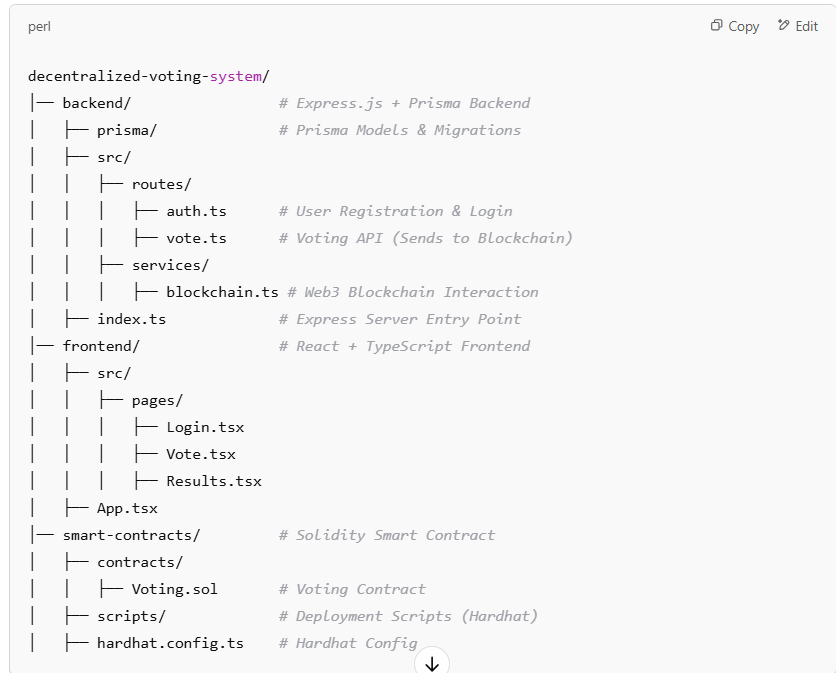 perl Copy Edit
decentralized-voting-system/
├── backend/                 # Express.js + Prisma Backend
│   ├── prisma/              # Prisma Models & Migrations
│   ├── src/
│   │   ├── routes/
│   │   │   ├── auth.ts      # User Registration & Login
│   │   │   ├── vote.ts      # Voting API (Sends to Blockchain)
│   │   ├── services/
│   │   │   ├── blockchain.ts # Web3 Blockchain Interaction
│   ├── index.ts             # Express Server Entry Point
├── frontend/                # React + TypeScript Frontend
│   ├── src/
│   │   ├── pages/
│   │   │   ├── Login.tsx
│   │   │   ├── Vote.tsx
│   │   │   ├── Results.tsx
│   ├── App.tsx
├── smart-contracts/         # Solidity Smart Contract
│   ├── contracts/
│   │   ├── Voting.sol       # Voting Contract
│   ├── scripts/             # Deployment Scripts (Hardhat)
│   ├── hardhat.config.ts    # Hardhat Config